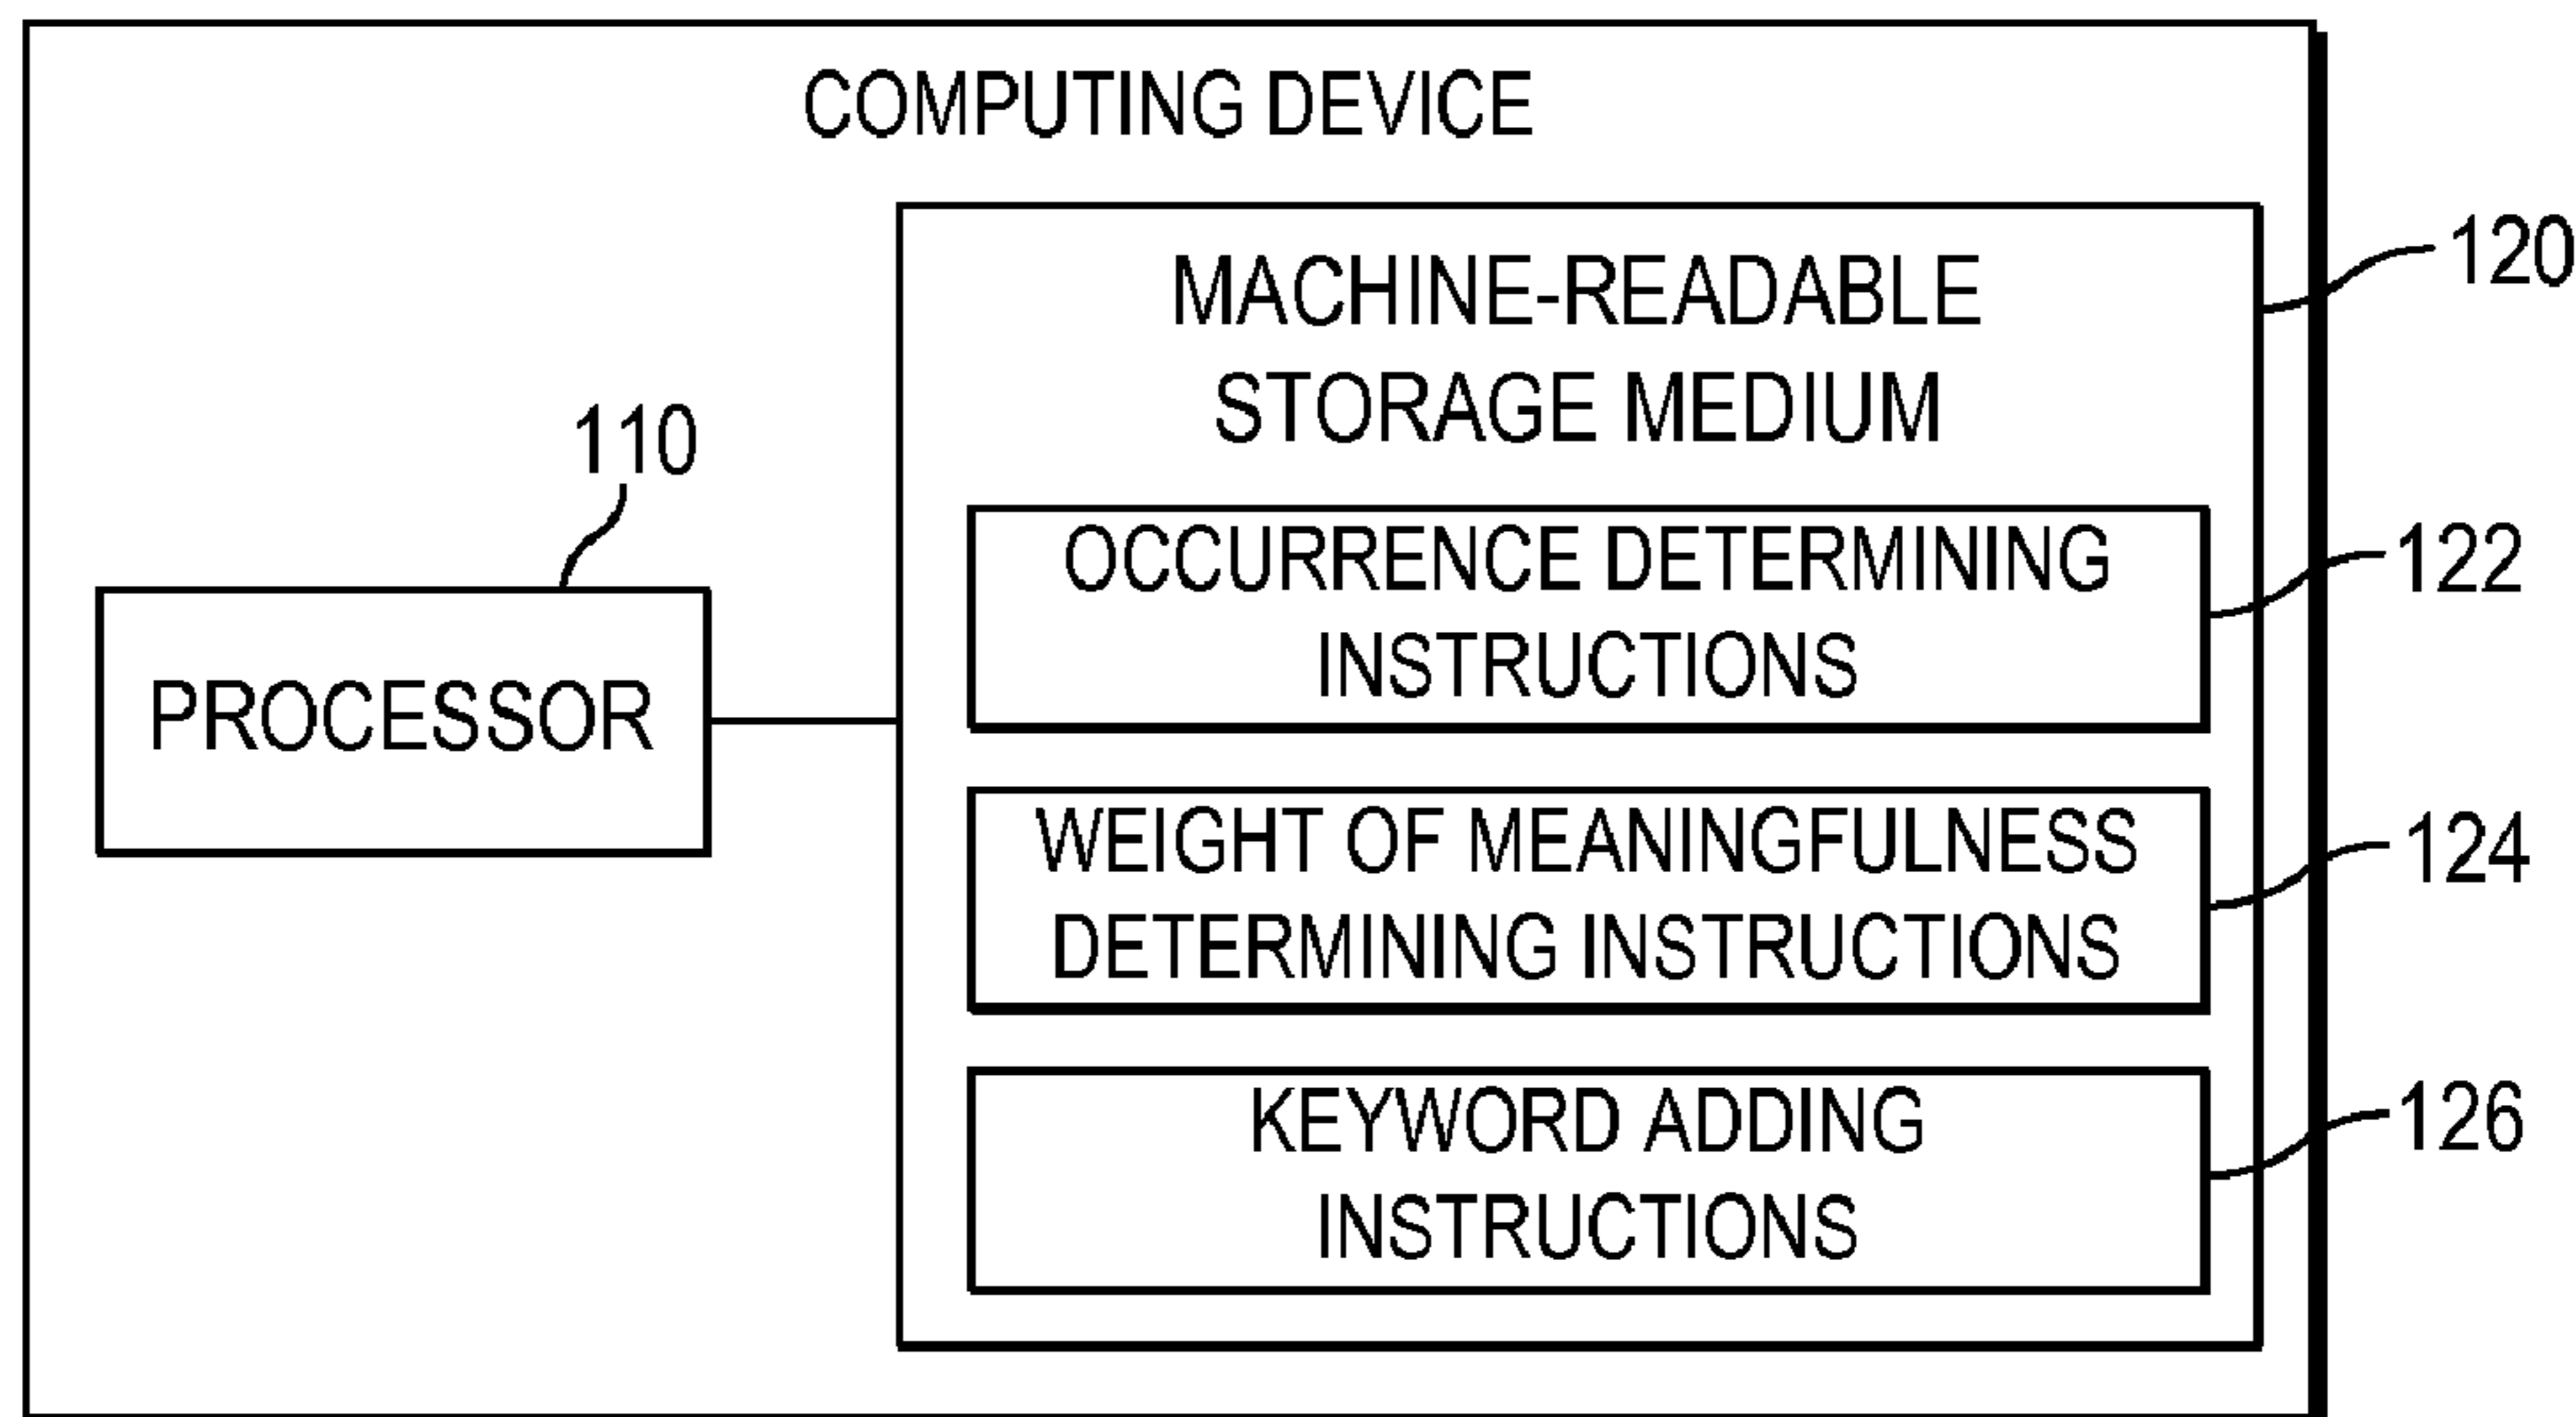 COMPUTING DEVICE
MACHINE-READABLE
STORAGE MEDIUM
120
110
PROCESSOR
OCCURRENCE DETERMINING
INSTRUCTIONS
122
WEIGHT OF MEANINGFULNESS
DETERMINING INSTRUCTIONS
124
KEYWORD ADDING
INSTRUCTIONS
126